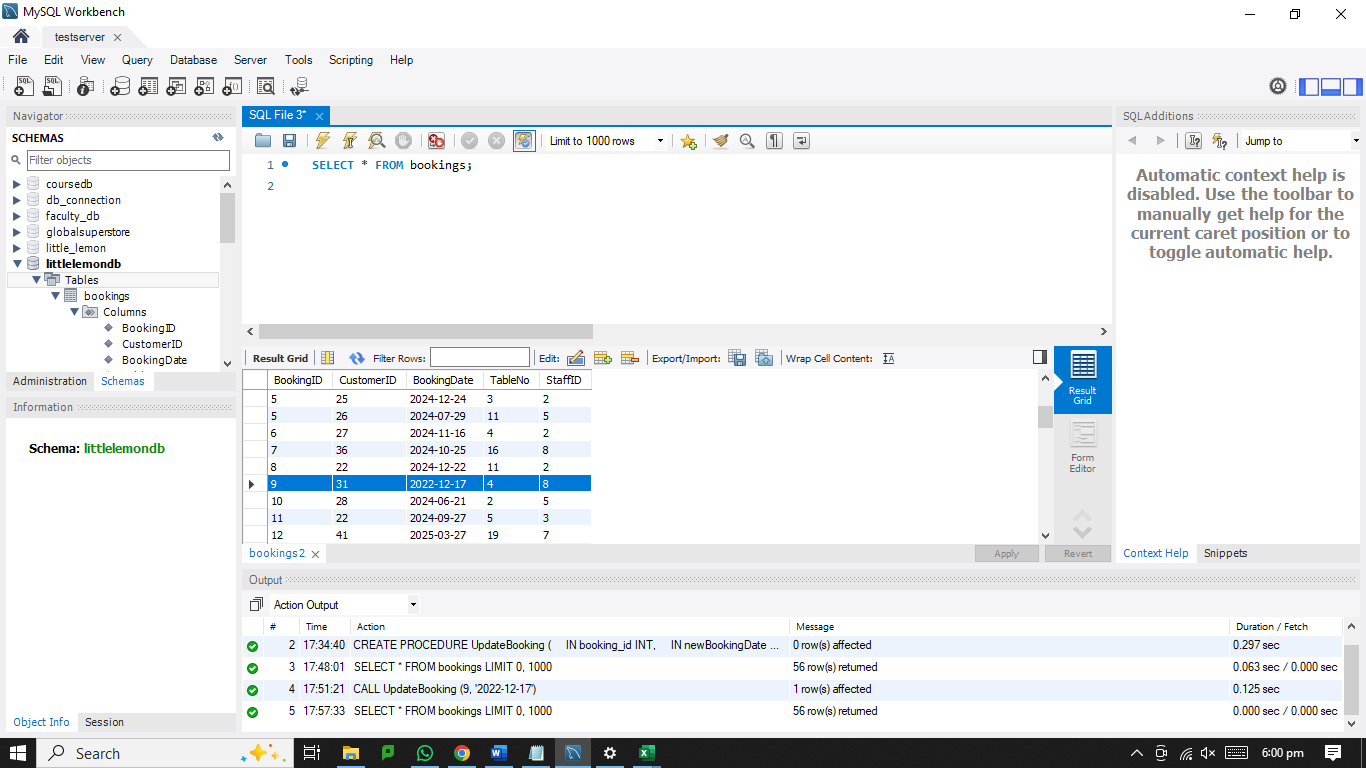 MySQL Workbench
testserver
File Edit View Query Database Server Tools Scripting Help
Navigator
SCHEMAS
Filter objects
coursedb
db_connection
faculty_db
globalsuperstore
little_lemon
littlelemondb
Tables
bookings
Columns
BookingID
CustomerID
BookingDate
Administration Schemas
Information
Schema: littlelemondb
Object Info Session
SQL File 3*
Limit to 1000 rows
1 SELECT * FROM bookings;
2
Result Grid Filter Rows: Edit: Export/Import: Wrap Cell Content:
BookingID CustomerID BookingDate TableNo StaffID
5 25 2024-12-24 3 2
5 26 2024-07-29 11 5
6 27 2024-11-16 4 2
7 36 2024-10-25 16 8
8 22 2024-12-22 11 2
9 31 2022-12-17 4 8
10 28 2024-06-21 2 5
11 22 2024-09-27 5 3
12 41 2025-03-27 19 7
Result
Grid
Form
Editor
bookings2
Apply Revert
Output
Action Output
# Time Action Message Duration / Fetch
2 17:34:40 CREATE PROCEDURE UpdateBooking ( IN booking_id INT, IN newBookingDate ... 0 row(s) affected 0.297 sec
3 17:48:01 SELECT * FROM bookings LIMIT 0, 1000 56 row(s) returned 0.063 sec / 0.000 sec
4 17:51:21 CALL UpdateBooking (9, '2022-12-17') 1 row(s) affected 0.125 sec
5 17:57:33 SELECT * FROM bookings LIMIT 0, 1000 56 row(s) returned 0.000 sec / 0.000 sec
SQLAdditions
Jump to
Automatic context help is
disabled. Use the toolbar to
manually get help for the
current caret position or to
toggle automatic help.
Context Help Snippets
Search
6:00 pm